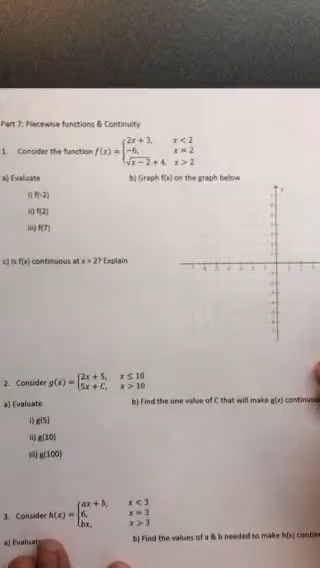 Part 7: Piecewise functions & Continuity
1. Consider the function f(x) = { 2x + 3, x < 2
-6, x = 2
√x − 2 + 4, x > 2
a) Evaluate b) Graph f(x) on the graph below
i) f(-2)
ii) f(2)
iii) f(7)
c) Is f(x) continuous at x = 2? Explain
2. Consider g(x) = { 2x + 5, x ≤ 10
5x + C, x > 10
a) Evaluate b) Find the one value of C that will make g(x)
i) g(5)
ii) g(10)
iii) g(100)
3. Consider h(x) = { ax + b, x < 3
6, x = 3
bx, x > 3
a) Evaluate b) Find the values of a & b needed to make h(x)